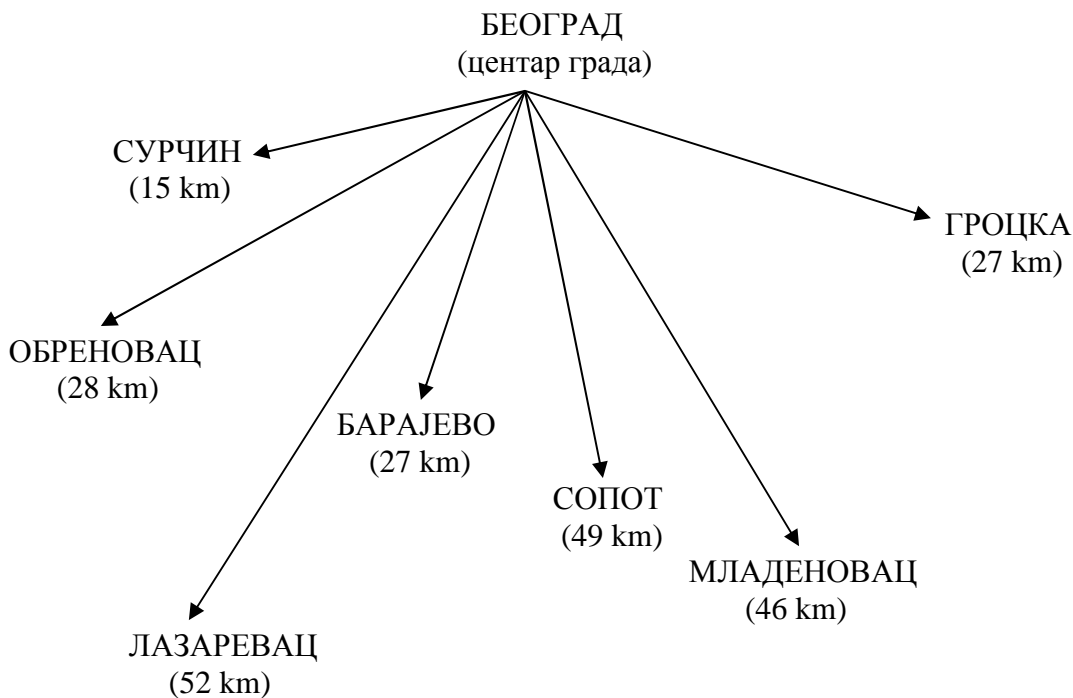 БЕОГРАД
(центар града)
СУРЧИН
(15 km)
ГРОЦКА
(27 km)
ОБРЕНОВАЦ
(28 km)
БАРАЈЕВО
(27 km)
СОПОТ
(49 km)
МЛАДЕНОВАЦ
(46 km)
ЛАЗАРЕВАЦ
(52 km)